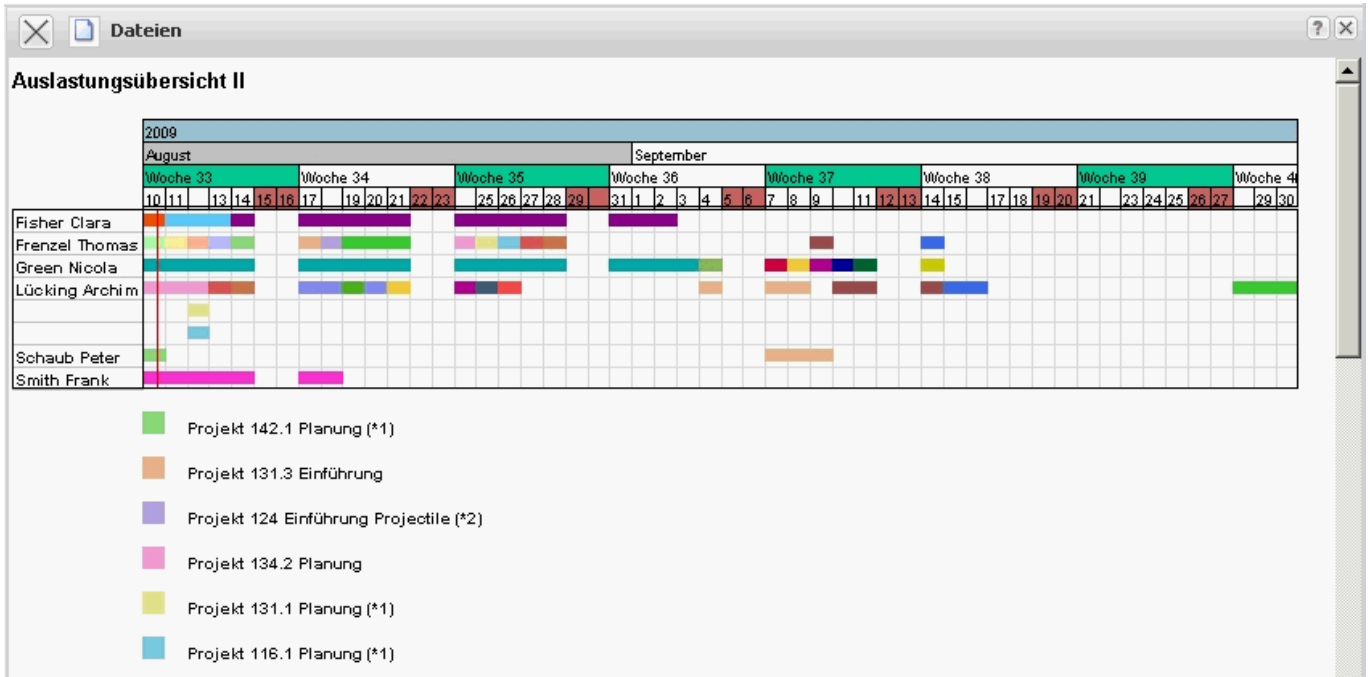 Dateien
Auslastungsübersicht II
2009
August September
Woche 33 Woche 34 Woche 35 Woche 36 Woche 37 Woche 38 Woche 39 Woche 4
10 11 13 14 15 16 17 19 20 21 22 23 25 26 27 28 29 31 1 2 3 4 5 6 7 8 9 11 12 13 14 15 17 18 19 20 21 23 24 25 26 27 29 30
Fisher Clara
Frenzel Thomas
Green Nicola
Lücking Archim
Schaub Peter
Smith Frank
Projekt 142.1 Planung (*1)
Projekt 131.3 Einführung
Projekt 124 Einführung Projectile (*2)
Projekt 134.2 Planung
Projekt 131.1 Planung (*1)
Projekt 116.1 Planung (*1)